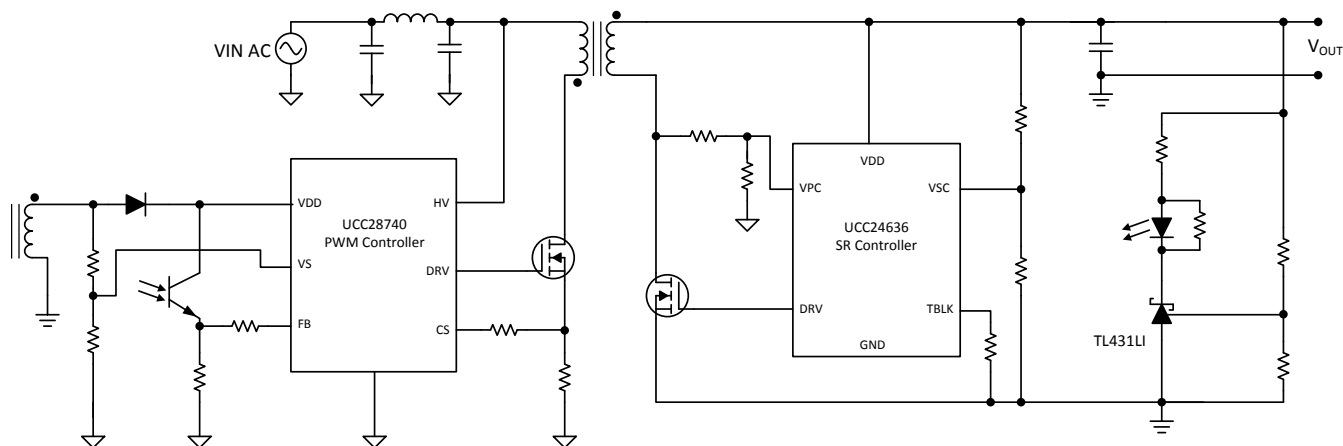 VIN AC
VOUT
VDD
HV
UCC28740
PWM Controller
VS
DRV
FB
CS
VDD
VPC
VSC
UCC24636
SR Controller
DRV
TBLK
GND
TL431LI